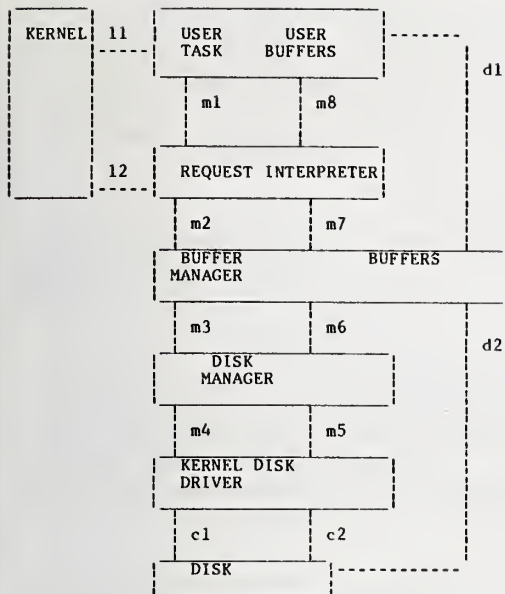 KERNEL 11 USER USER
TASK BUFFERS
d1
m1 m8
12 REQUEST INTERPRETER
m2 m7
BUFFER BUFFERS
MANAGER
m3 m6
d2
DISK
MANAGER
m4 m5
KERNEL DISK
DRIVER
c1 c2
DISK